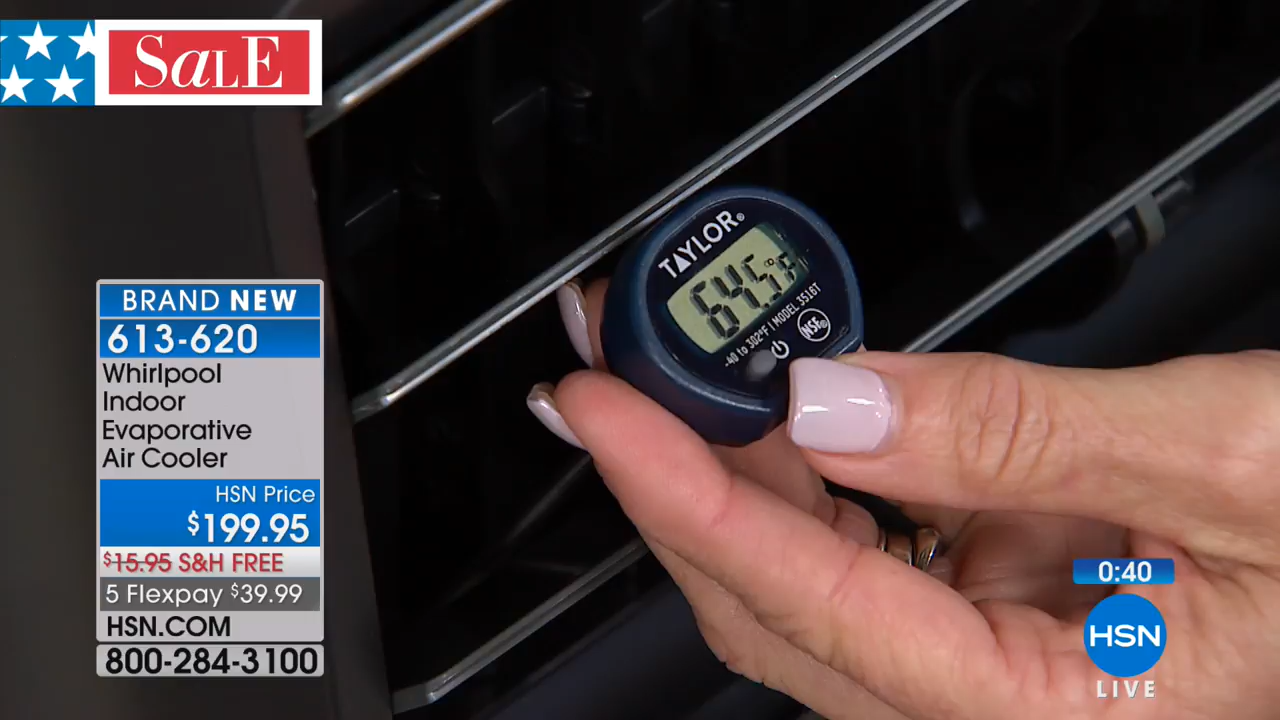 SALE
BRAND NEW
613-620
Whirlpool
Indoor
Evaporative
Air Cooler
HSN Price
$199.95
$15.95 S&H FREE
5 Flexpay $39.99
HSN.COM
800-284-3100
TAYLOR®
64.5°F
-40 to 302°F | MODEL 3516T
NSF®
0:40
HSN
LIVE